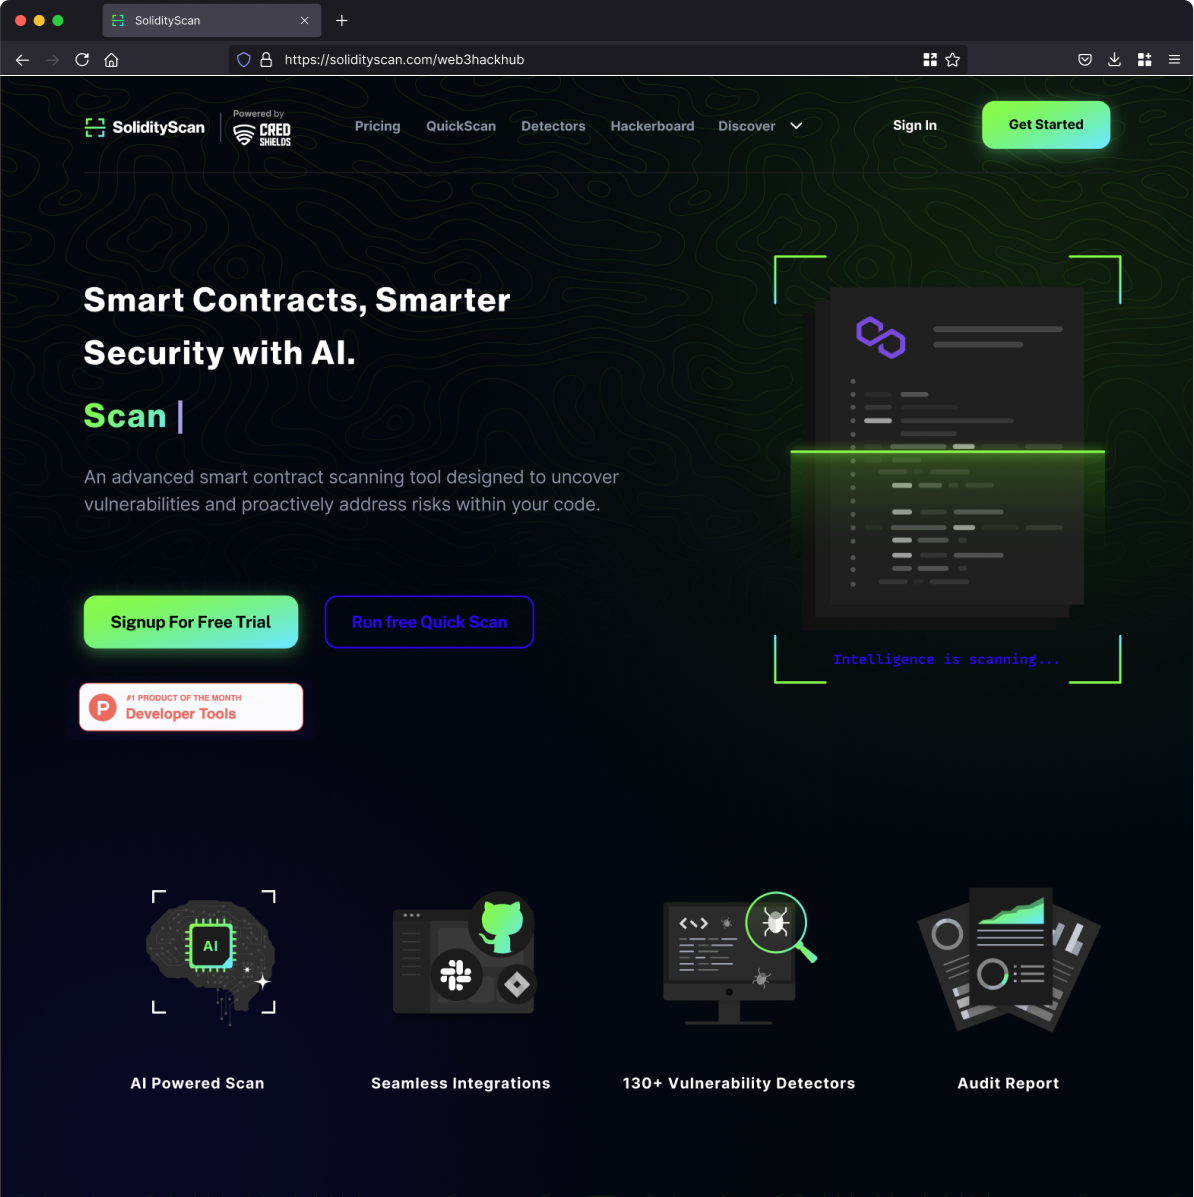 SolidityScan
https://solidityscan.com/web3hackhub
SolidityScan
Powered by
CRED
SHIELDS
Pricing
QuickScan
Detectors
Hackerboard
Discover
Sign In
Get Started
Smart Contracts, Smarter
Security with AI.
Scan
An advanced smart contract scanning tool designed to uncover
vulnerabilities and proactively address risks within your code.
Signup For Free Trial
Run free Quick Scan
Intelligence is scanning...
P
#1 PRODUCT OF THE MONTH
Developer Tools
AI
AI Powered Scan
Seamless Integrations
130+ Vulnerability Detectors
Audit Report